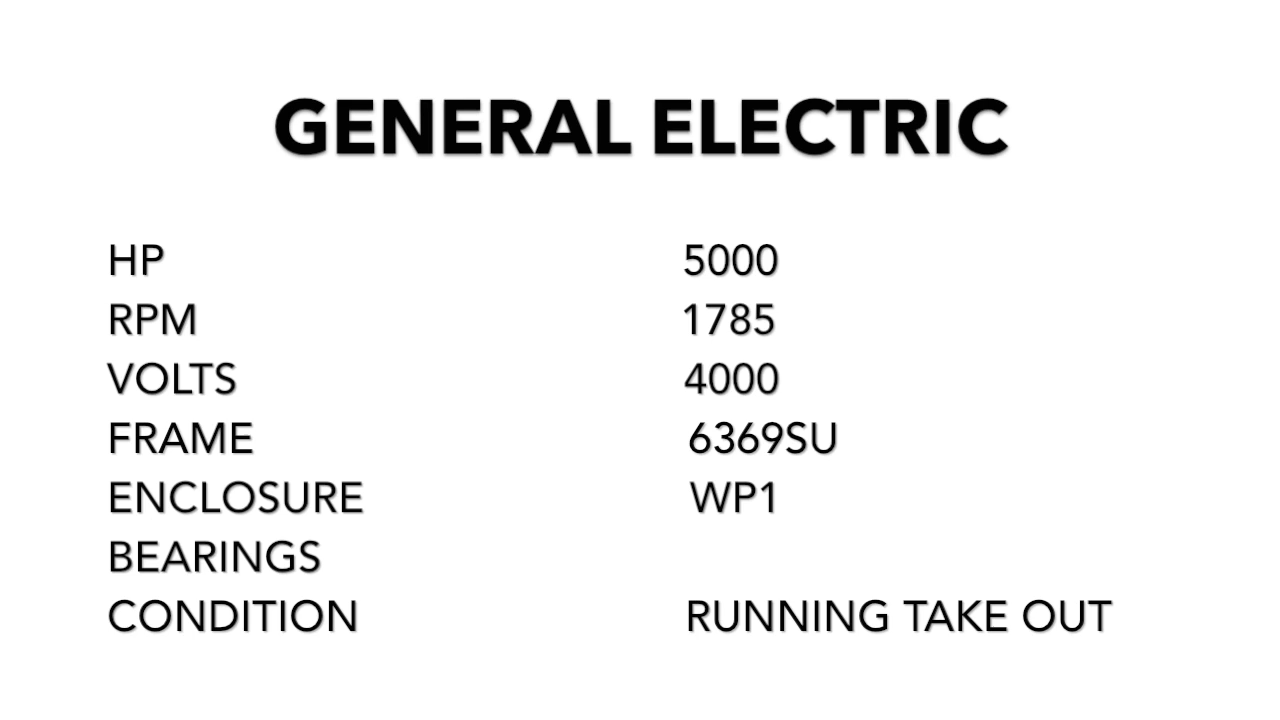 GENERAL ELECTRIC
HP 5000
RPM 1785
VOLTS 4000
FRAME 6369SU
ENCLOSURE WP1
BEARINGS
CONDITION RUNNING TAKE OUT